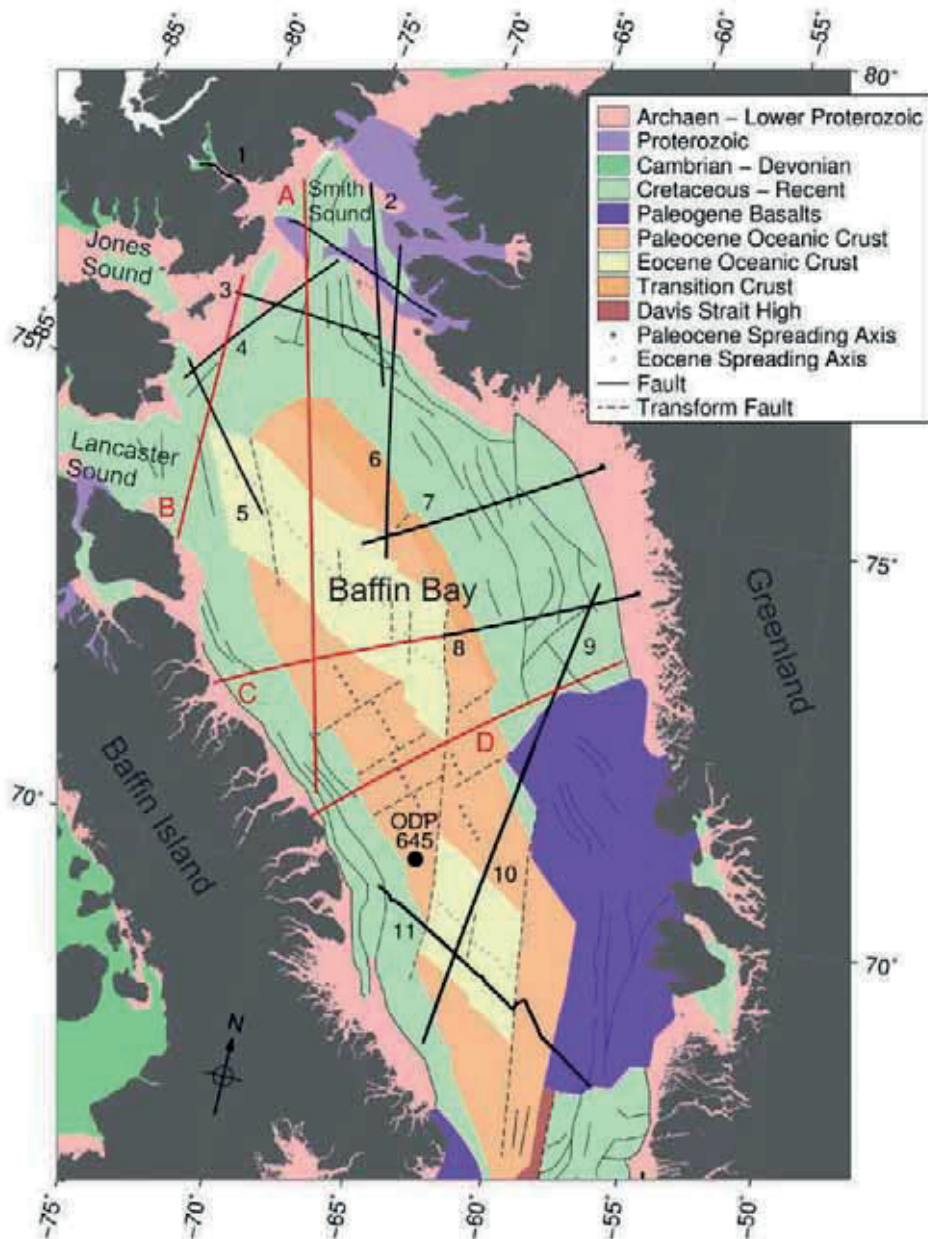 -85°
-80°
-75°
-70°
-65°
-60°
-55°
80°
Archaen – Lower Proterozoic
Proterozoic
Cambrian – Devonian
Cretaceous – Recent
Paleogene Basalts
Paleocene Oceanic Crust
Eocene Oceanic Crust
Transition Crust
Davis Strait High
Paleocene Spreading Axis
Eocene Spreading Axis
Fault
Transform Fault
1
A
Smith
Sound
2
Jones
Sound
3
4
75°
-85°
Lancaster
Sound
B
5
6
7
75°
Baffin Bay
Greenland
8
9
C
D
70°
Baffin Island
ODP
645
10
11
70°
N
-75°
-70°
-65°
-60°
-55°
-50°